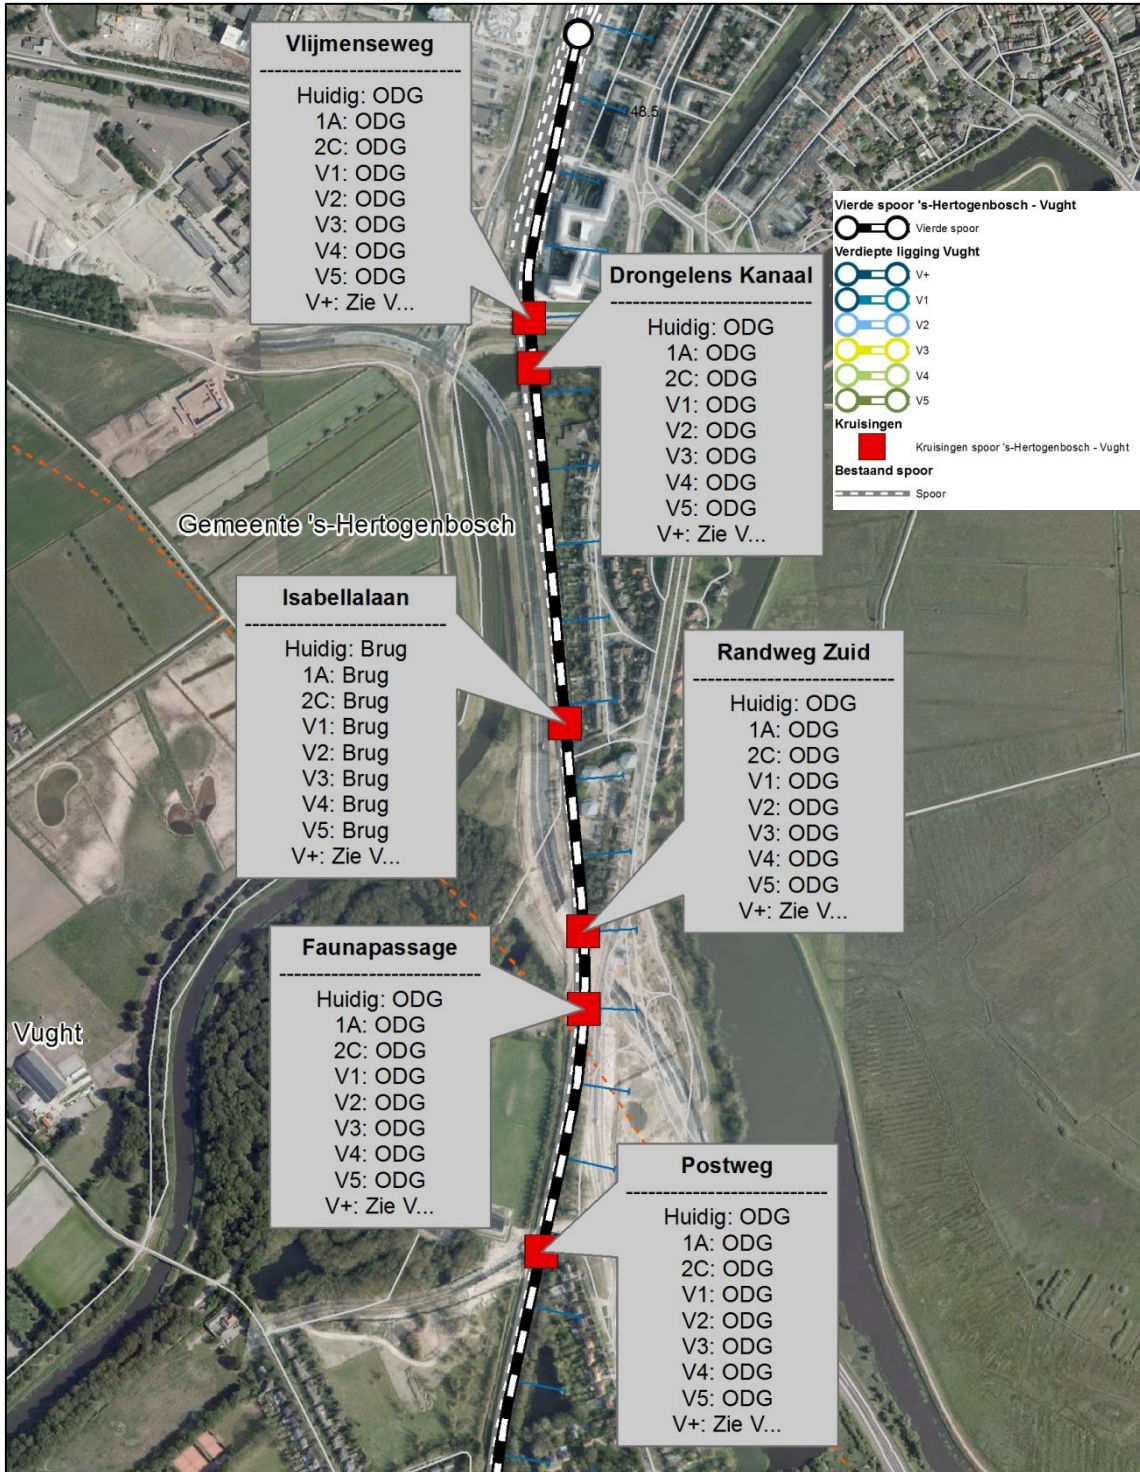 Vlijmenseweg
----------------------------
Huidig: ODG
1A: ODG
2C: ODG
V1: ODG
V2: ODG
V3: ODG
V4: ODG
V5: ODG
V+: Zie V...
48.5
Vierde spoor 's-Hertogenbosch - Vught
Vierde spoor
Verdiepte ligging Vught
V+
V1
V2
V3
V4
V5
Kruisingen
Kruisingen spoor 's-Hertogenbosch - Vught
Bestaand spoor
Spoor
Drongelens Kanaal
----------------------------
Huidig: ODG
1A: ODG
2C: ODG
V1: ODG
V2: ODG
V3: ODG
V4: ODG
V5: ODG
V+: Zie V...
Gemeente 's-Hertogenbosch
Isabellalaan
----------------------------
Huidig: Brug
1A: Brug
2C: Brug
V1: Brug
V2: Brug
V3: Brug
V4: Brug
V5: Brug
V+: Zie V...
Randweg Zuid
----------------------------
Huidig: ODG
1A: ODG
2C: ODG
V1: ODG
V2: ODG
V3: ODG
V4: ODG
V5: ODG
V+: Zie V...
Faunapassage
----------------------------
Huidig: ODG
1A: ODG
2C: ODG
V1: ODG
V2: ODG
V3: ODG
V4: ODG
V5: ODG
V+: Zie V...
Vught
Postweg
----------------------------
Huidig: ODG
1A: ODG
2C: ODG
V1: ODG
V2: ODG
V3: ODG
V4: ODG
V5: ODG
V+: Zie V...